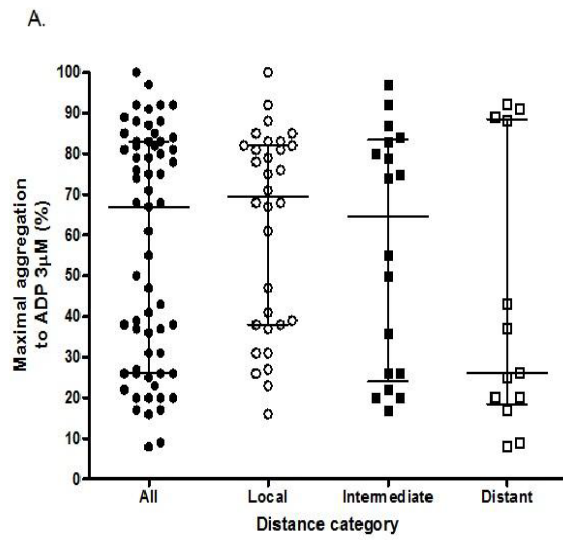 A.
Maximal aggregation
to ADP 3µM (%)
100
90
80
70
60
50
40
30
20
10
0
All Local Intermediate Distant
Distance category